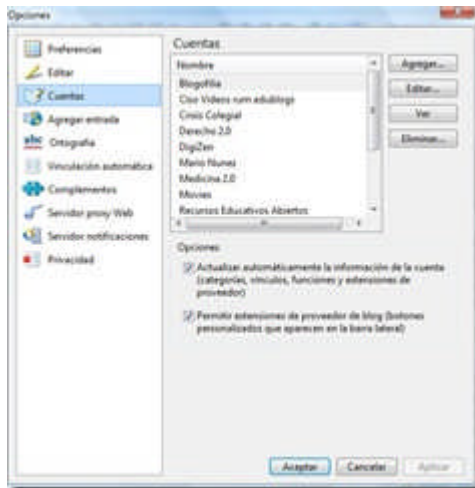 Opciones
Preferencias
Editar
Cuentas
Agregar entrada
Ortografía
Vinculación automática
Complementos
Servidor proxy Web
Servidor notificaciones
Privacidad
Cuentas
Nombre
Blogofilia
Ciso Videos rum edublogs
Crisis Colegial
Derecho 2.0
DigiZen
Mario Nunes
Medicina 2.0
Movies
Recursos Educativos Abiertos
Agregar...
Editar...
Ver
Eliminar...
Opciones
Actualizar automáticamente la información de la cuenta
(categorías, vínculos, funciones y extensiones de
proveedor)
Permitir extensiones de proveedor de blog (botones
personalizados que aparecen en la barra lateral)
Aceptar
Cancelar
Aplicar